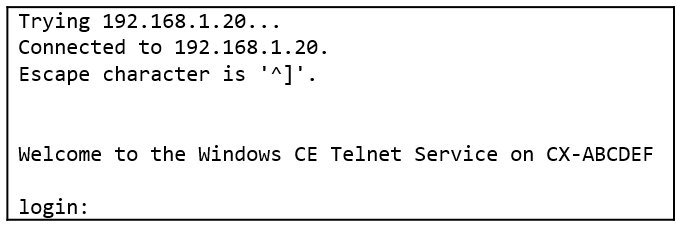 Trying 192.168.1.20...
Connected to 192.168.1.20.
Escape character is '^]'.
Welcome to the Windows CE Telnet Service on CX-ABCDEF
login: